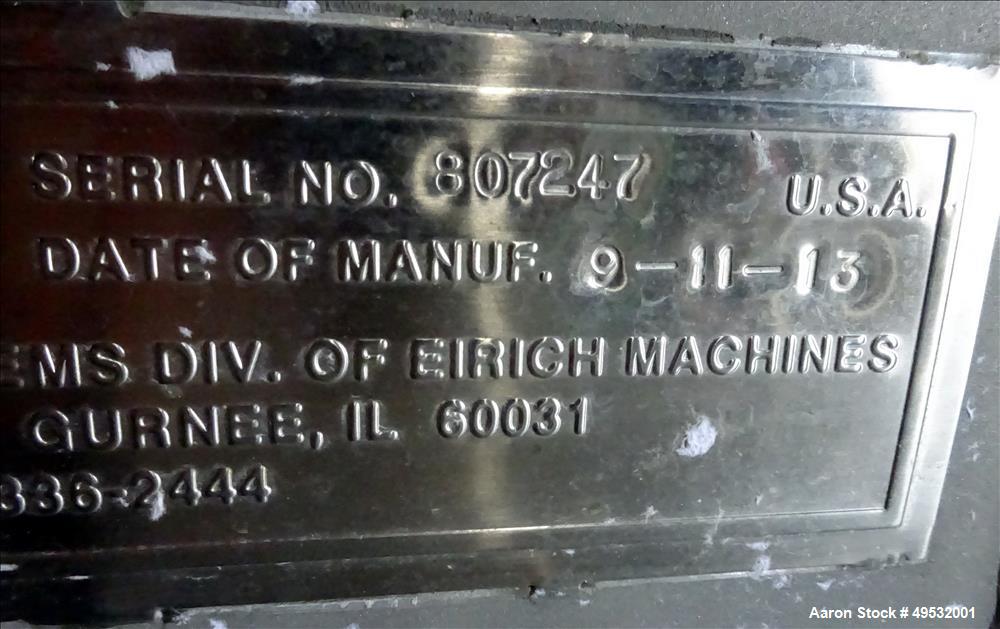 SERIAL NO. 807247 U.S.A.
DATE OF MANUF. 9-11-13
EMS DIV. OF EIRICH MACHINES
GURNEE, IL 60031
336-2444
Aaron Stock # 49532001